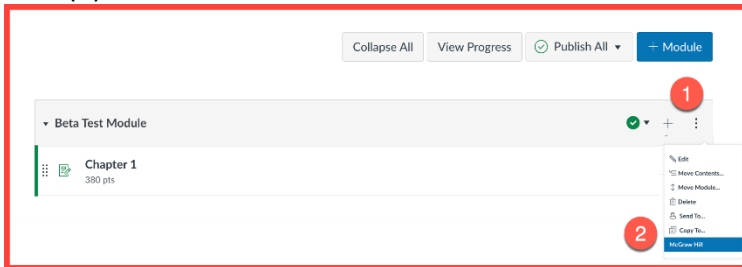 Collapse All View Progress Publish All + Module
1
Beta Test Module
Chapter 1
380 pts
Edit
Move Contents...
Move Module...
Delete
Send To...
Copy To...
2
McGraw Hill